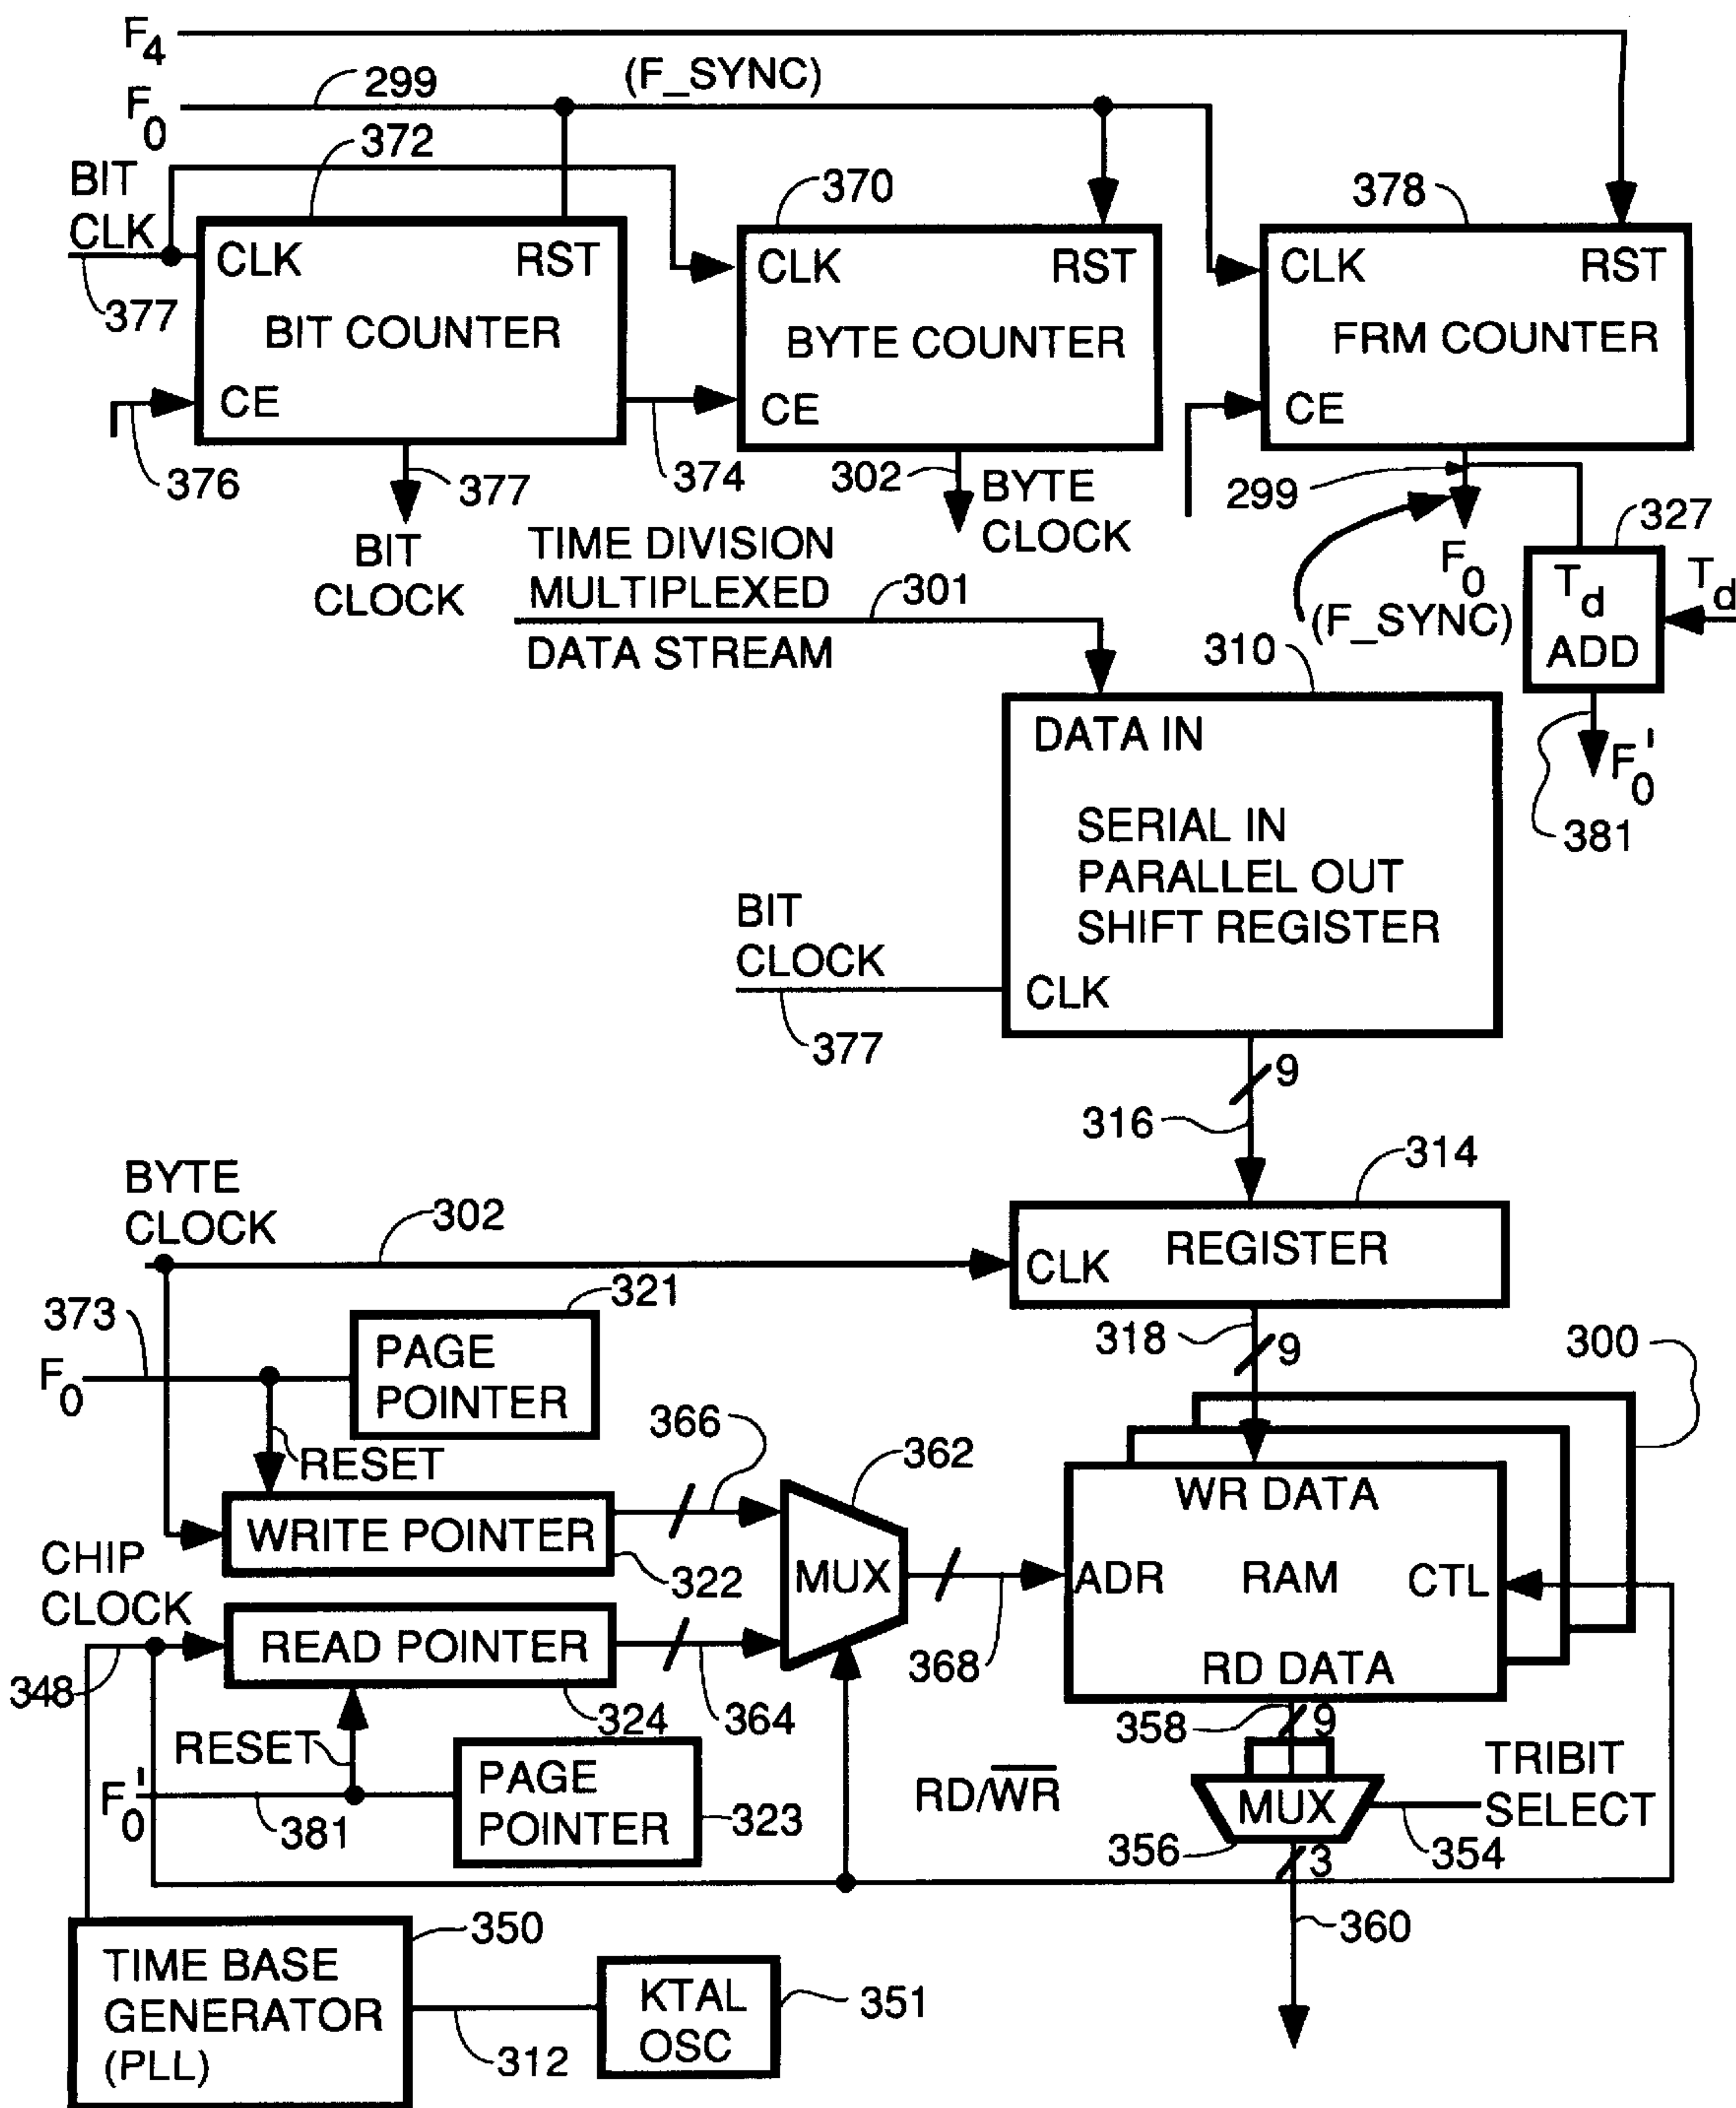 F4
F0
299
(F_SYNC)
372
BIT
CLK
377
CLK
RST
BIT COUNTER
CE
376
377
BIT
CLOCK
370
CLK
RST
BYTE COUNTER
CE
374
302
BYTE
CLOCK
378
CLK
RST
FRM COUNTER
CE
299
F0
(F_SYNC)
327
Td
ADD
Td
F0'
381
TIME DIVISION
MULTIPLEXED
301
DATA STREAM
310
DATA IN
SERIAL IN
PARALLEL OUT
SHIFT REGISTER
BIT
CLOCK
CLK
377
9
316
314
BYTE
CLOCK
302
REGISTER
CLK
373
321
F0
PAGE
POINTER
318
9
300
RESET
366
362
WRITE POINTER
322
CHIP
CLOCK
MUX
WR DATA
ADR
RAM
CTL
RD DATA
READ POINTER
348
324
364
368
RESET
F0'
381
PAGE
POINTER
323
RD/W̅R̅
358
9
TRIBIT
SELECT
MUX
356
3
354
360
350
TIME BASE
GENERATOR
(PLL)
312
KTAL
OSC
351